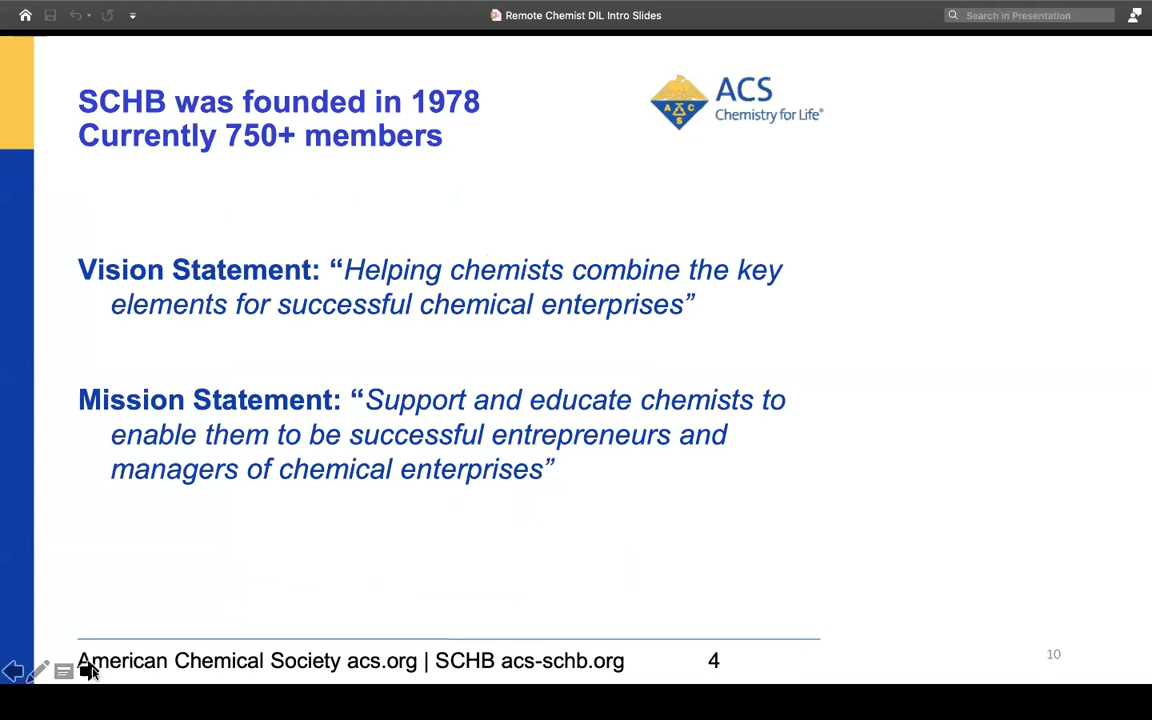 Remote Chemist DIL Intro Slides
Search in Presentation
SCHB was founded in 1978
Currently 750+ members
A C
S
ACS
Chemistry for Life®
Vision Statement: “Helping chemists combine the key
elements for successful chemical enterprises”
Mission Statement: “Support and educate chemists to
enable them to be successful entrepreneurs and
managers of chemical enterprises”
American Chemical Society acs.org | SCHB acs-schb.org
4
10